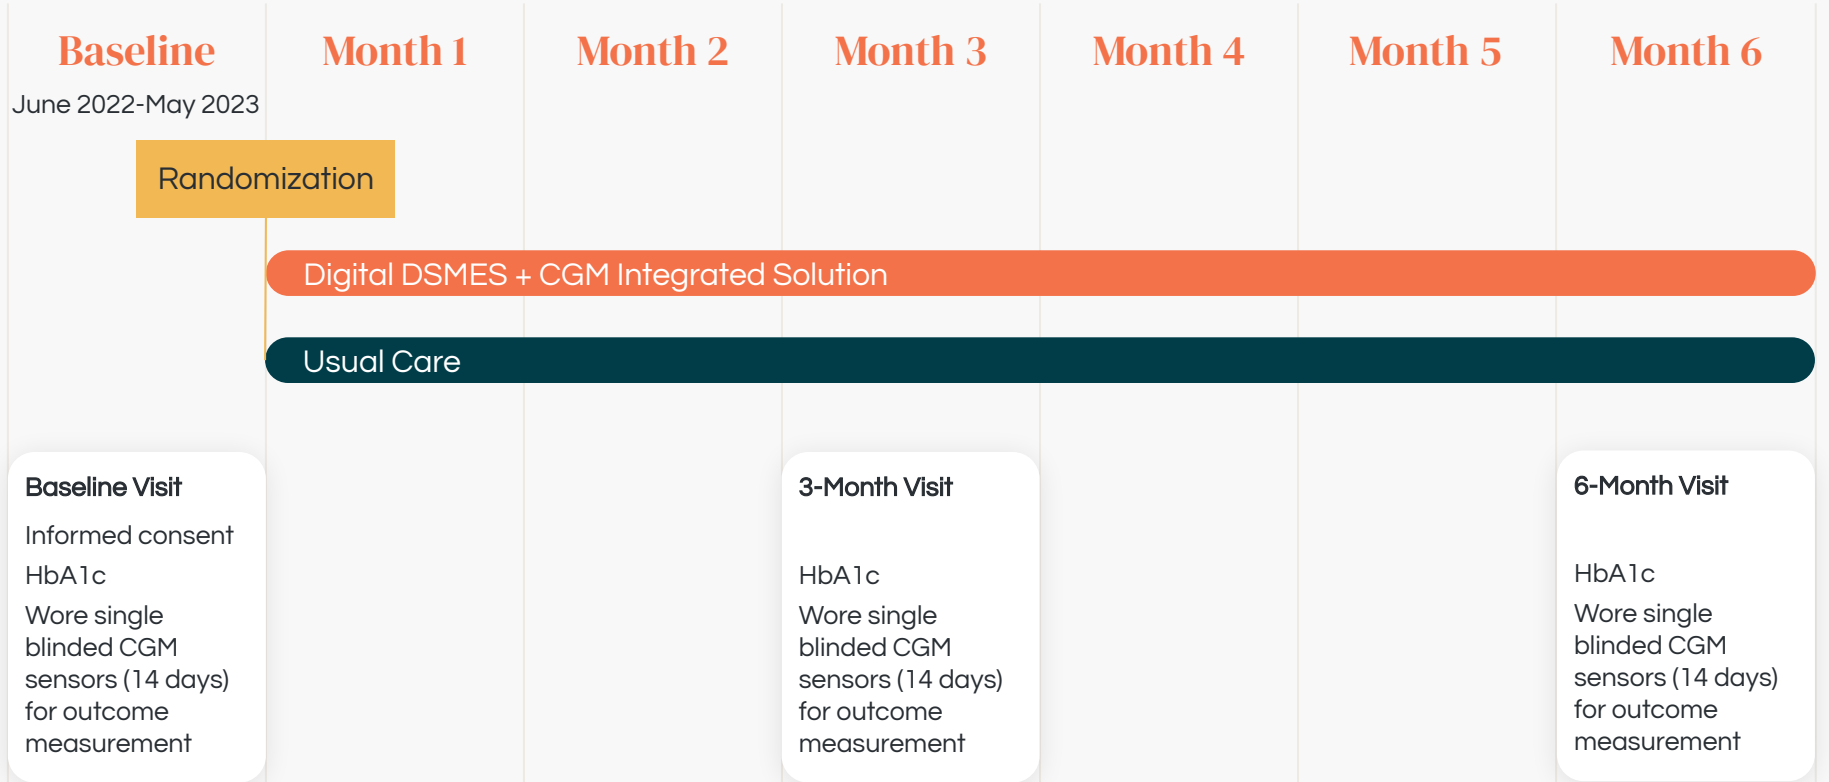 Baseline
Month 1
Month 2
Month 3
Month 4
Month 5
Month 6
June 2022-May 2023
Randomization
Digital DSMES + CGM Integrated Solution
Usual Care
Baseline Visit
Informed consent
HbA1c
Wore single
blinded CGM
sensors (14 days)
for outcome
measurement
3-Month Visit
HbA1c
Wore single
blinded CGM
sensors (14 days)
for outcome
measurement
6-Month Visit
HbA1c
Wore single
blinded CGM
sensors (14 days)
for outcome
measurement